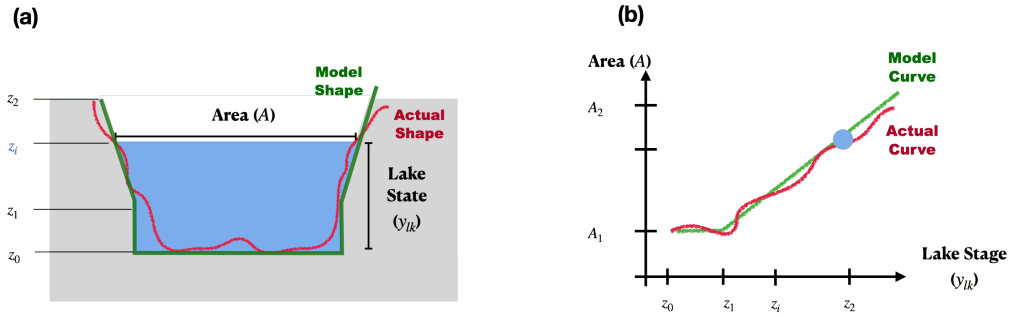 (a)
Model
Shape
z2
Area (A)
Actual
Shape
zi
Lake
State
(ylk)
z1
z0
(b)
Area (A)
Model
Curve
A2
Actual
Curve
A1
Lake Stage
(ylk)
z0 z1 zi z2